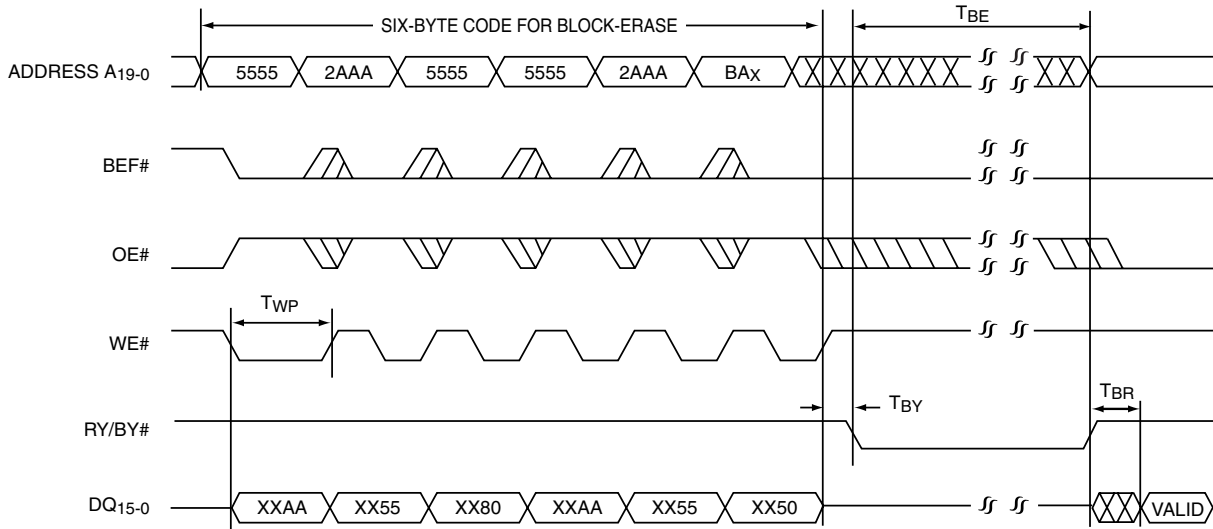 SIX-BYTE CODE FOR BLOCK-ERASE
TBE
ADDRESS A19-0 5555 2AAA 5555 5555 2AAA BAX
BEF#
OE#
TWP
WE#
TBY
TBR
RY/BY#
DQ15-0 XXAA XX55 XX80 XXAA XX55 XX50 VALID